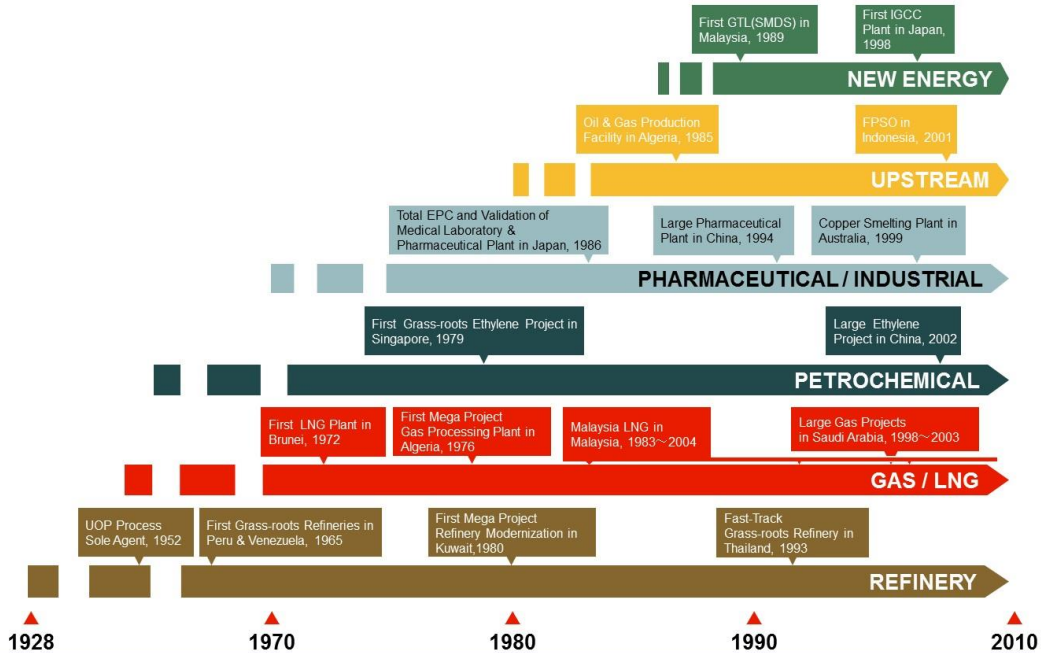 First GTL(SMDS) in
Malaysia, 1989
First IGCC
Plant in Japan,
1998
NEW ENERGY
Oil & Gas Production
Facility in Algeria, 1985
FPSO in
Indonesia, 2001
UPSTREAM
Total EPC and Validation of
Medical Laboratory &
Pharmaceutical Plant in Japan, 1986
Large Pharmaceutical
Plant in China, 1994
Copper Smelting Plant in
Australia, 1999
PHARMACEUTICAL / INDUSTRIAL
First Grass-roots Ethylene Project in
Singapore, 1979
Large Ethylene
Project in China, 2002
PETROCHEMICAL
First LNG Plant in
Brunei, 1972
First Mega Project
Gas Processing Plant in
Algeria, 1976
Malaysia LNG in
Malaysia, 1983~2004
Large Gas Projects
in Saudi Arabia, 1998~2003
GAS / LNG
UOP Process
Sole Agent, 1952
First Grass-roots Refineries in
Peru & Venezuela, 1965
First Mega Project
Refinery Modernization in
Kuwait,1980
Fast-Track
Grass-roots Refinery in
Thailand, 1993
REFINERY
1928
1970
1980
1990
2010